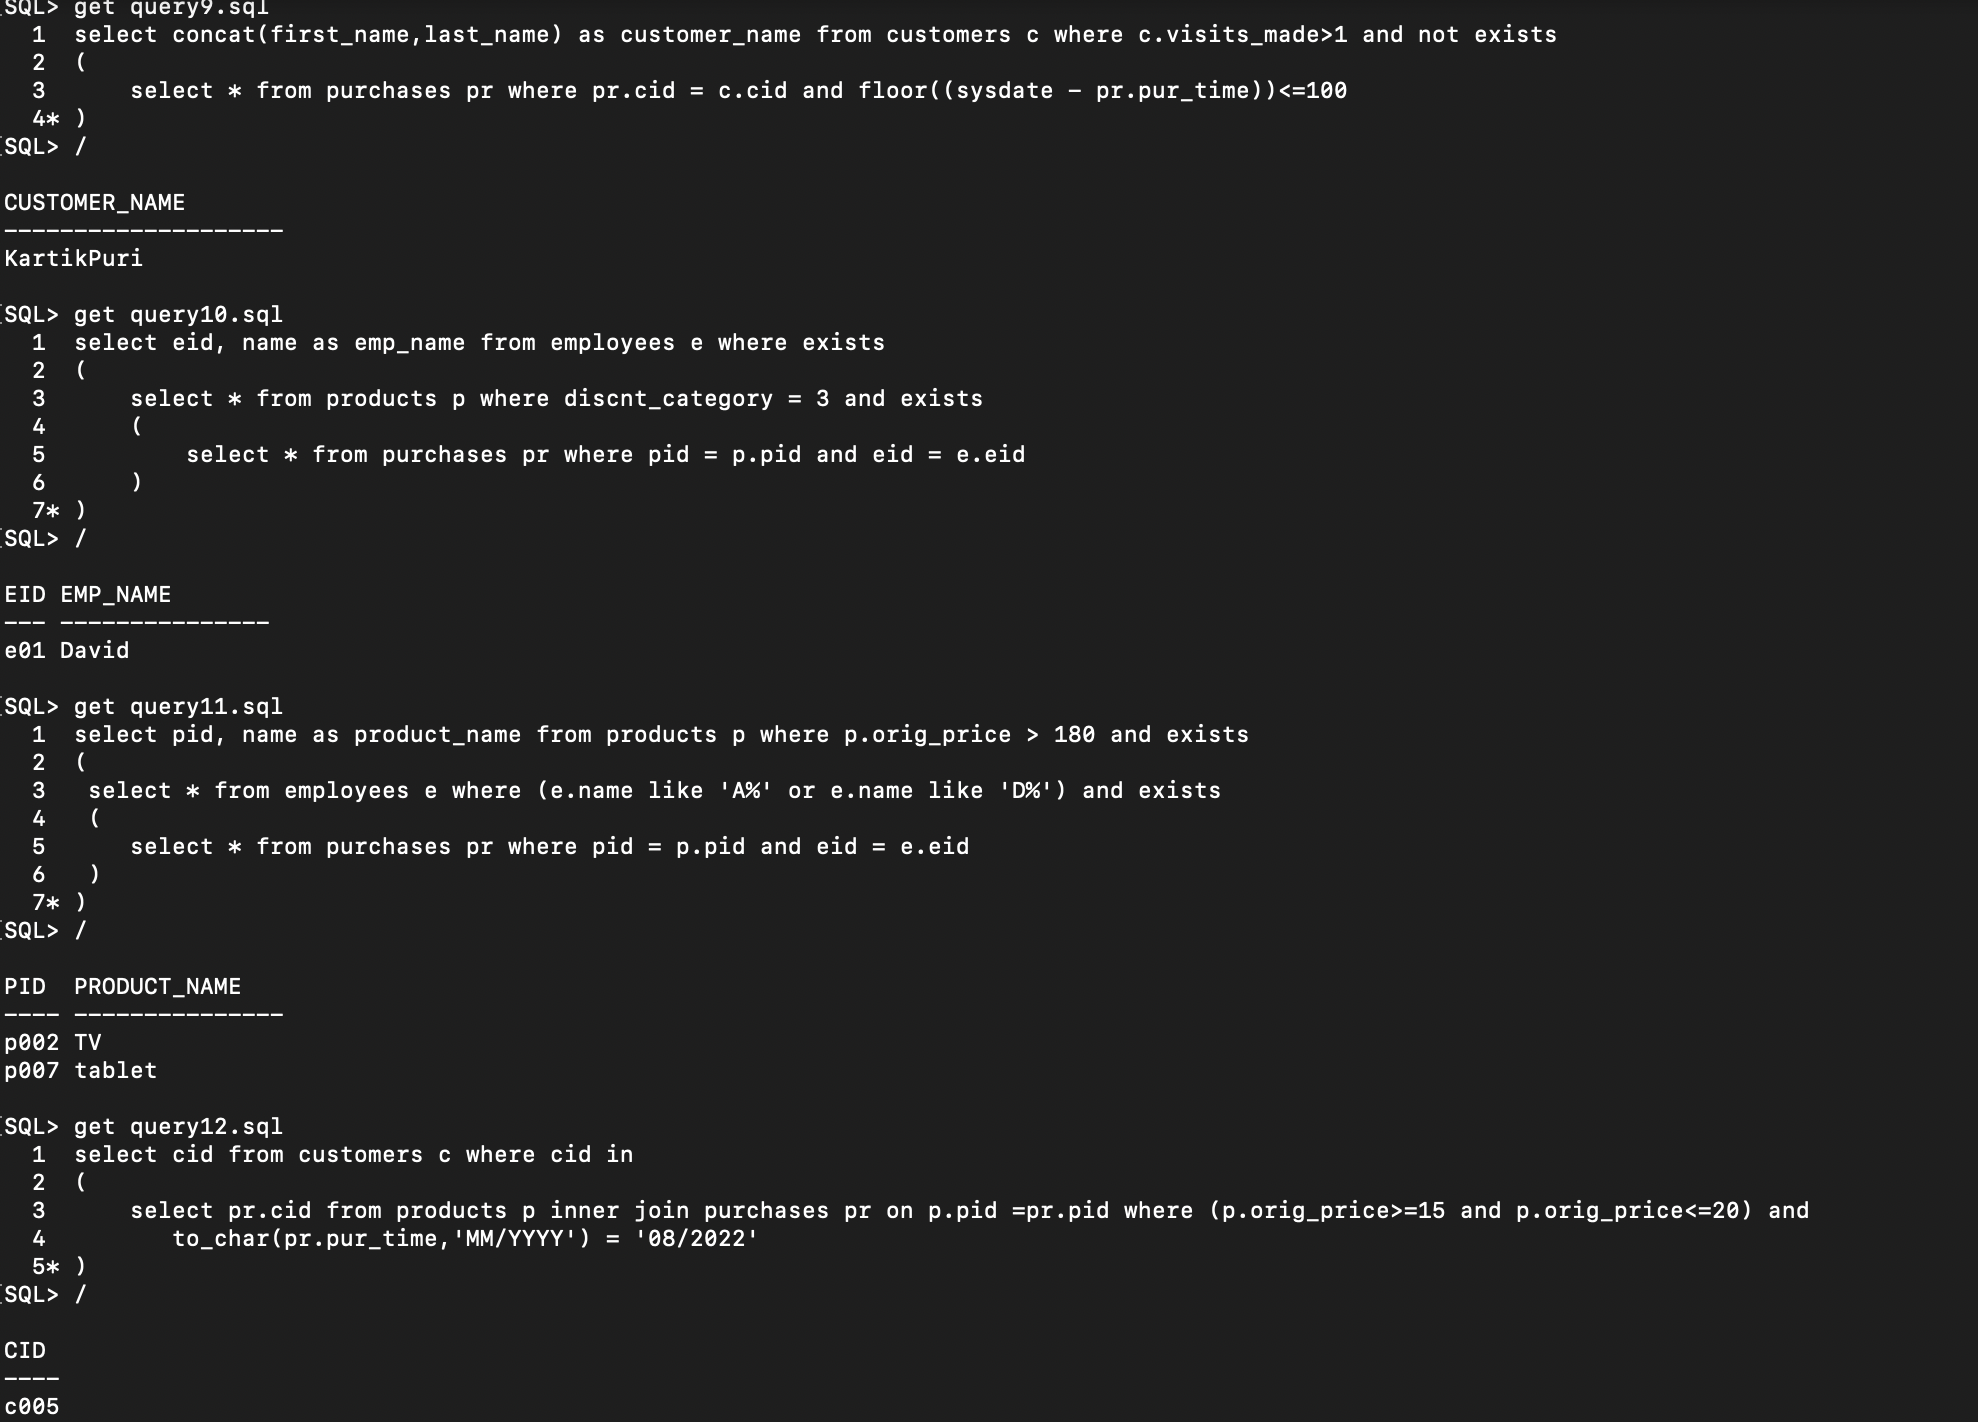 SQL> get query9.sql
  1  select concat(first_name,last_name) as customer_name from customers c where c.visits_made>1 and not exists
  2  (
  3      select * from purchases pr where pr.cid = c.cid and floor((sysdate - pr.pur_time))<=100
  4* )
SQL> /

CUSTOMER_NAME
--------------------
KartikPuri

SQL> get query10.sql
  1  select eid, name as emp_name from employees e where exists
  2  (
  3      select * from products p where discnt_category = 3 and exists
  4      (
  5          select * from purchases pr where pid = p.pid and eid = e.eid
  6      )
  7* )
SQL> /

EID EMP_NAME
--- ---------------
e01 David

SQL> get query11.sql
  1  select pid, name as product_name from products p where p.orig_price > 180 and exists
  2  (
  3   select * from employees e where (e.name like 'A%' or e.name like 'D%') and exists
  4   (
  5      select * from purchases pr where pid = p.pid and eid = e.eid
  6   )
  7* )
SQL> /

PID  PRODUCT_NAME
---- ---------------
p002 TV
p007 tablet

SQL> get query12.sql
  1  select cid from customers c where cid in
  2  (
  3      select pr.cid from products p inner join purchases pr on p.pid =pr.pid where (p.orig_price>=15 and p.orig_price<=20) and
  4         to_char(pr.pur_time,'MM/YYYY') = '08/2022'
  5* )
SQL> /

CID
----
c005